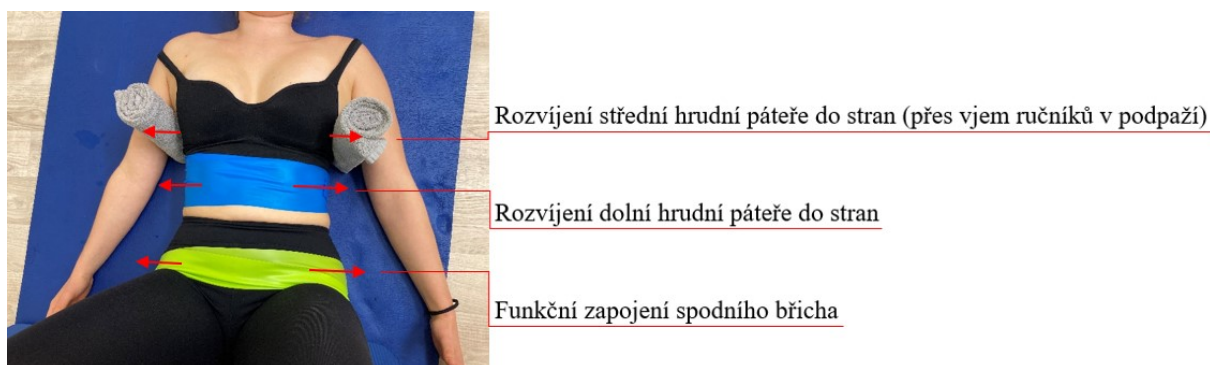 Rozvíjení střední hrudní páteře do stran (přes vjem ručníků v podpaží)
Rozvíjení dolní hrudní páteře do stran
Funkční zapojení spodního břicha